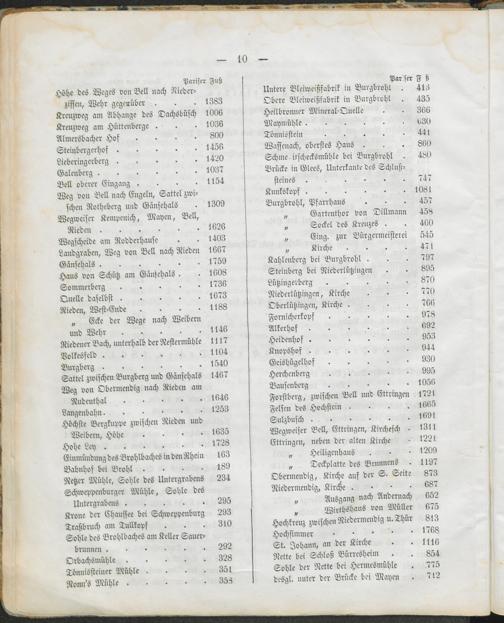 — 10 —
Pariser Fuß
Höhe des Weges von Bell nach Nieder-
zissen, Wehr gegenüber . . . 1383
Kreuzweg am Abhange des Dachsbüsch 1006
Kreuzweg am Hüttenberge . . . 1036
Almersbacher Hof . . . . 800
Steinbergerhof . . . . . 1456
Lieberingerberg . . . . . 1420
Galenberg . . . . . . 1037
Bell oberer Eingang . . . . 1154
Weg von Bell nach Engeln, Sattel zwi-
schen Rotheberg und Gänsehals . 1309
Wegweiser Kempenich, Mayen, Bell,
Rieden . . . . . . 1626
Wegscheide am Rodderhause . . 1403
Landgraben, Weg von Bell nach Rieden 1667
Gänsehals . . . . . . 1759
Haus von Schütz am Gänsehals . . 1608
Sommerberg . . . . . 1736
Quelle daselbst . . . . . 1673
Rieden, West-Ende . . . . 1188
„ Ecke der Wege nach Weibern
und Wehr . . . . . 1146
Riedener Bach, unterhalb der Nestermühle 1117
Volkesfeld . . . . . . 1104
Burgberg . . . . . . 1540
Sattel zwischen Burgberg und Gänsehals 1467
Weg von Obermendig nach Rieden am
Nudenthal . . . . . 1646
Langenbahn . . . . . 1253
Höchste Bergkuppe zwischen Rieden und
Weibern, Höhe . . . . 1635
Hohe Ley . . . . . . 1728
Einmündung des Brohlbaches in den Rhein 163
Bahnhof bei Brohl . . . . 189
Netzer Mühle, Sohle des Untergrabens 234
Schweppenburger Mühle, Sohle des
Untergrabens . . . . . 295
Krone der Chaussee bei Schweppenburg 293
Traßbruch am Tullkopf . . . 310
Sohle des Brohlbaches am Keller Sauer-
brunnen . . . . . . 292
Orbachsmühle . . . . . 328
Tönnissteiner Mühle . . . . 351
Nonn's Mühle . . . . . 358
Pariser Fuß
Untere Bleiweißfabrik in Burgbrohl . 413
Obere Bleiweißfabrik in Burgbrohl . 435
Heilbronner Mineral-Quelle . . 366
Maymühle . . . . . . 630
Tönnisstein . . . . . . 441
Wassenach, oberstes Haus . . . 860
Schmelitschecksmühle bei Burgbrohl . 480
Brücke in Glees, Unterkante des Schluß-
steines . . . . . . 747
Kunkskopf . . . . . . 1081
Burgbrohl, Pfarrhaus . . . 457
„ Gartenthor von Dillmann 458
„ Sockel des Kreuzes . . 460
„ Eing. zur Bürgermeisterei 545
„ Kirche . . . . 471
Kahlenberg bei Burgbrohl . . . 797
Steinberg bei Niederlützingen . . 895
Lützingerberg . . . . . 870
Niederlützingen, Kirche . . . 770
Oberlützingen, Kirche . . . . 766
Fornicherkopf . . . . . 978
Alkerhof . . . . . . 692
Heidenhof . . . . . . 953
Knopshof . . . . . . 944
Geishügelhof . . . . . 930
Herchenberg . . . . . 995
Bausenberg . . . . . 1056
Forstberg, zwischen Bell und Ettringen 1721
Felsen des Hochstein . . . . 1665
Sulzbusch . . . . . . 1691
Wegweiser Bell, Ettringen, Kirchesch . 1311
Ettringen, neben der alten Kirche . 1221
„ Heiligenhaus . . . 1209
„ Deckplatte des Brunnens . 1197
Obermendig, Kirche auf der S. Seite 873
Niedermendig, Kirche . . . 687
„ Ausgang nach Andernach 652
„ Wirthshaus von Müller 675
Hochkreuz zwischen Niedermendig u. Thür 813
Hochsimmer . . . . . 1768
St. Johann, an der Kirche . . 1116
Nette bei Schloß Bürresheim . . 854
Sohle der Nette bei Hermesmühle . 775
desgl. unter der Brücke bei Mayen . 712